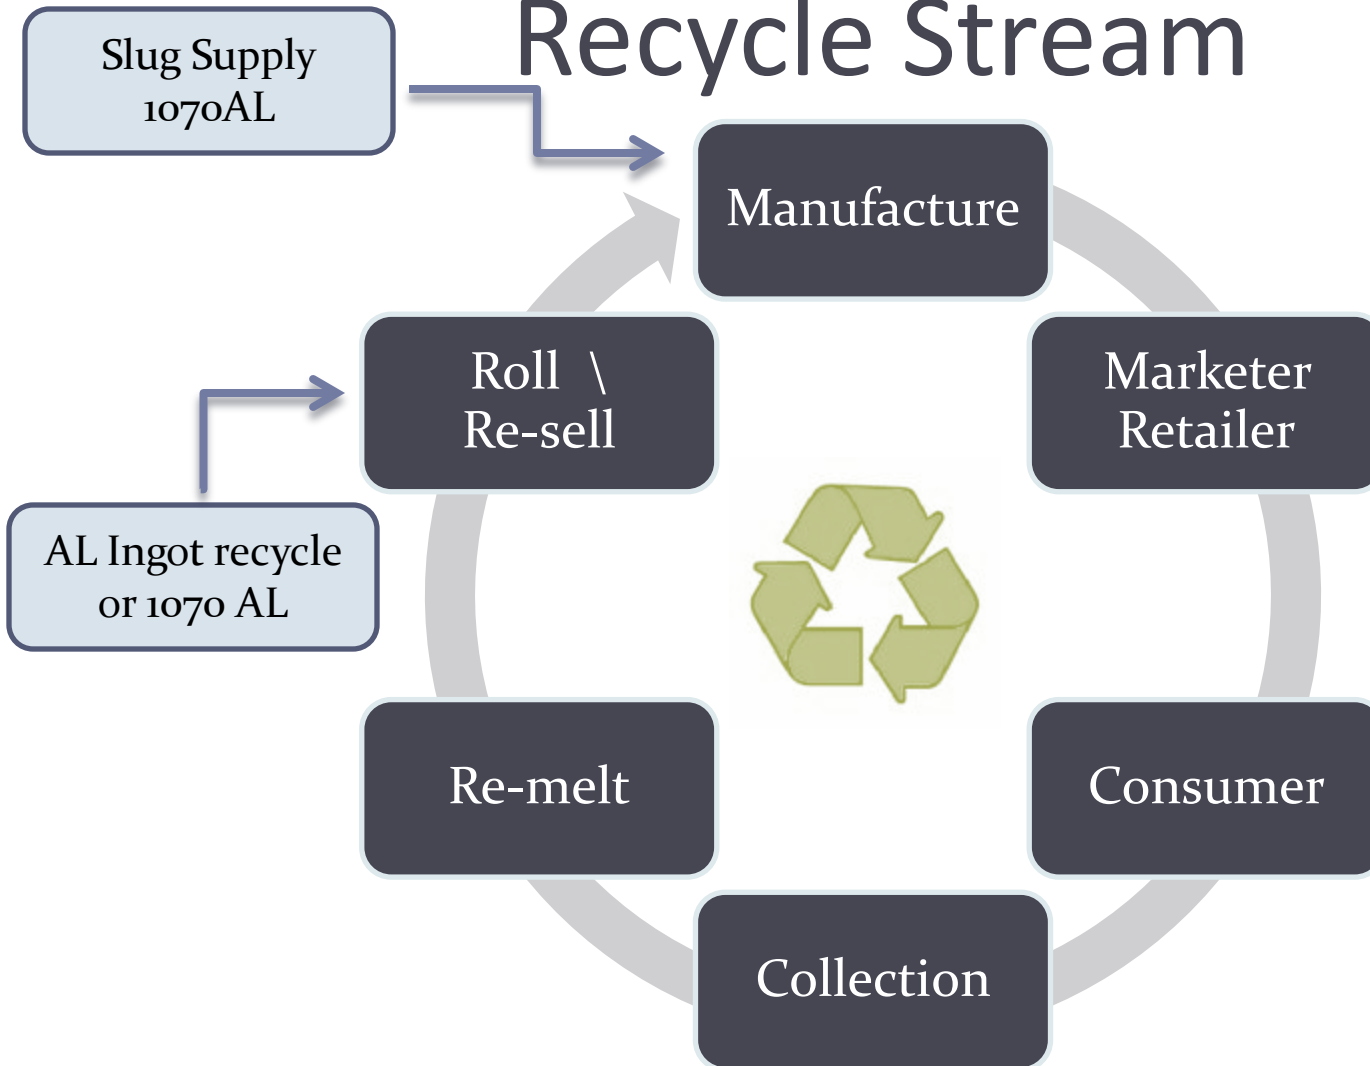 Recycle Stream
Slug Supply
1070AL
Manufacture
Roll \
Re-sell
Marketer
Retailer
AL Ingot recycle
or 1070 AL
Re-melt
Consumer
Collection